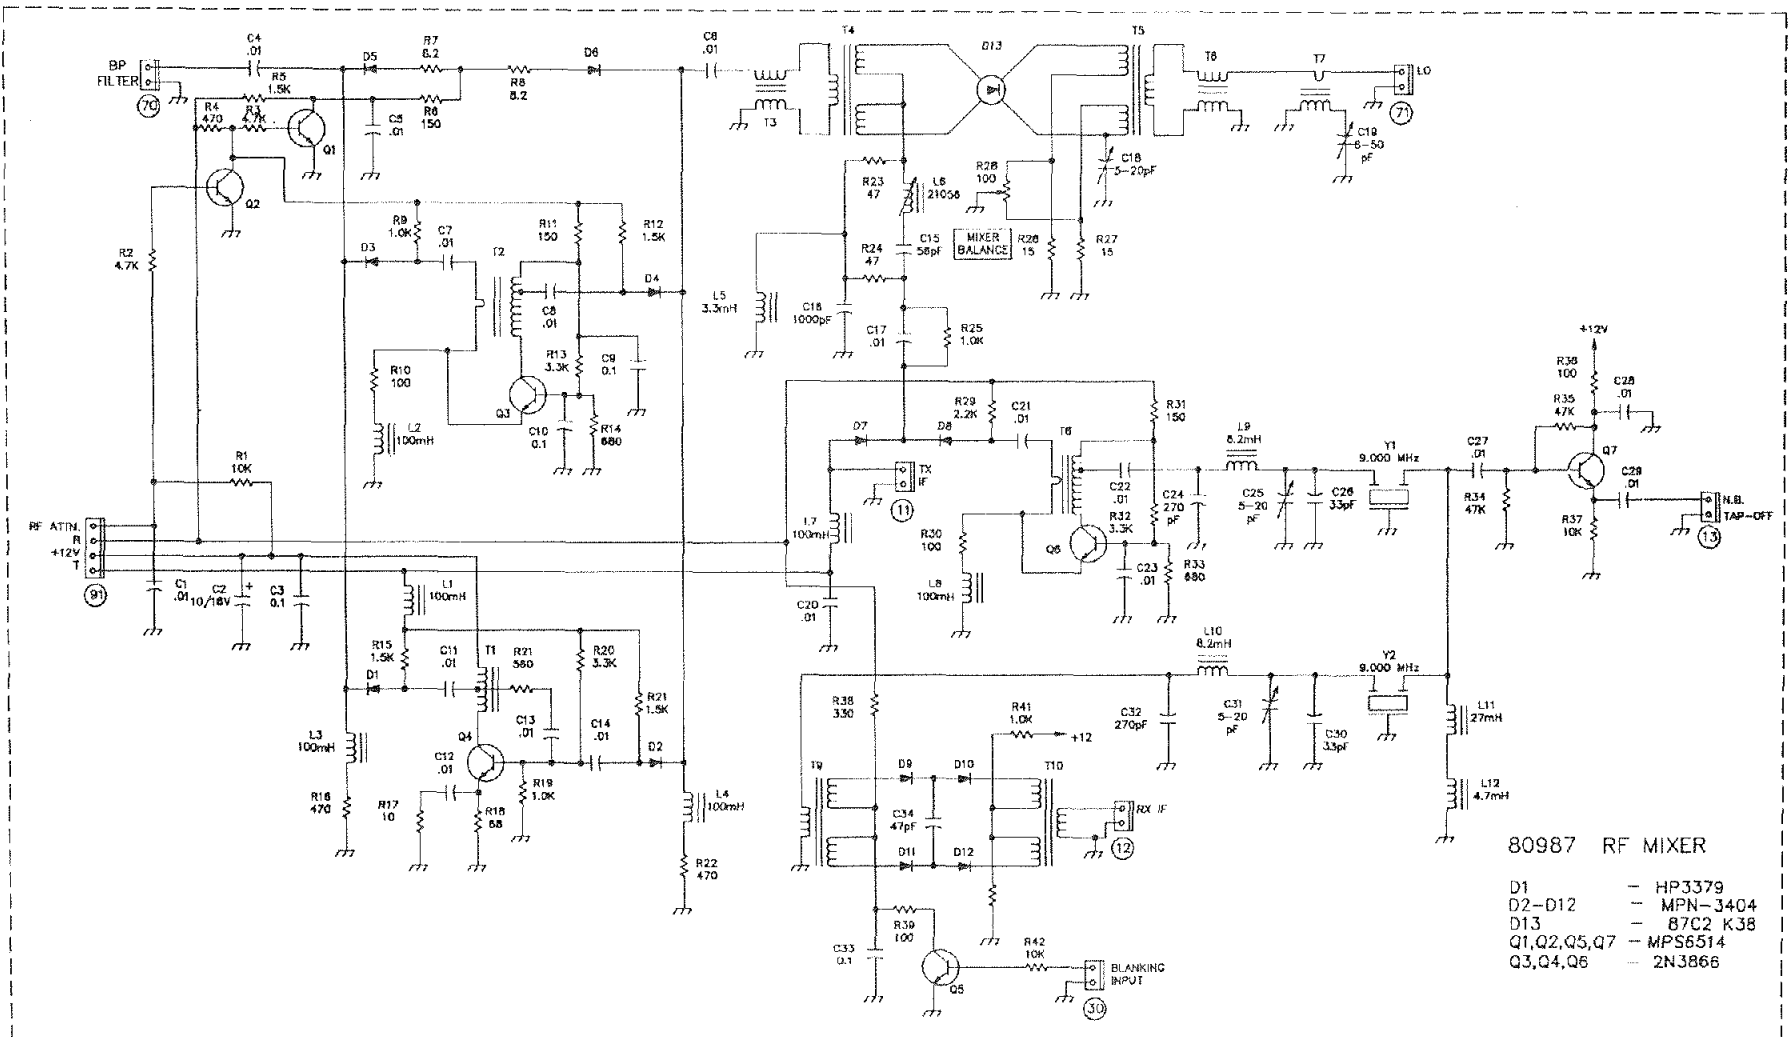 BP
FILTER
70
C4
.01
D5
R7
8.2
R8
8.2
D6
C6
.01
R5
1.5K
R4
470
R3
4.7K
Q1
C5
.01
R6
150
Q2
R2
4.7K
T3
T4
D13
T5
T6
T7
LO
71
C19
6-50
pF
C18
5-20pF
R23
47
L6
21056
R28
100
MIXER
BALANCE
R26
15
R27
15
R24
47
C15
56pF
L5
3.3mH
C16
1000pF
C17
.01
R25
1.0K
D3
R9
1.0K
C7
.01
T2
R11
150
R12
1.5K
C8
.01
D4
R10
100
L2
100mH
R13
3.3K
Q3
C9
0.1
C10
0.1
R14
680
R1
10K
RF ATTN.
R
+12V
T
91
C1
.01
C2
10/16V
+
C3
0.1
L1
100mH
R15
1.5K
D1
C11
.01
T1
R21
560
R20
3.3K
R21
1.5K
C13
.01
C14
.01
D2
Q4
C12
.01
R17
10
R18
68
R19
1.0K
L3
100mH
R16
470
L4
100mH
R22
470
D7
D8
R29
2.2K
C21
.01
T8
R31
150
TX
IF
11
L7
100mH
C20
.01
R30
100
L8
100mH
Q6
C22
.01
R32
3.3K
C23
.01
R33
680
C24
270
pF
L9
8.2mH
C25
5-20
pF
C26
33pF
Y1
9.000 MHz
C27
.01
R34
47K
R35
47K
+12V
R36
100
C28
.01
Q7
C29
.01
R37
10K
N.B.
TAP-OFF
13
L10
8.2mH
C32
270pF
C31
5-20
pF
C30
33pF
Y2
9.000 MHz
L11
27mH
L12
4.7mH
R38
330
T9
D9
D10
C34
47pF
D11
D12
R41
1.0K
+12
T10
RX IF
12
C33
0.1
R39
100
Q5
R42
10K
BLANKING
INPUT
30
80987 RF MIXER
D1 - HP3379
D2-D12 - MPN-3404
D13 - 87C2 K38
Q1,Q2,Q5,Q7 - MPS6514
Q3,Q4,Q6 - 2N3866